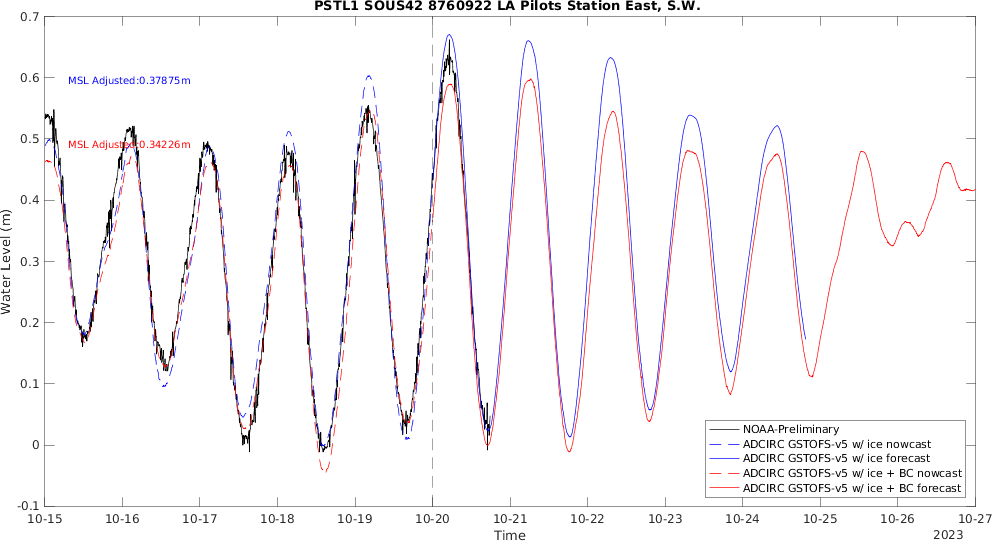 PSTL1 SOUS42 8760922 LA Pilots Station East, S.W.
0.7
0.6
0.5
0.4
0.3
0.2
0.1
0
-0.1
Water Level (m)
MSL Adjusted:0.37875m
MSL Adjusted:0.34226m
NOAA-Preliminary
ADCIRC GSTOFS-v5 w/ ice nowcast
ADCIRC GSTOFS-v5 w/ ice forecast
ADCIRC GSTOFS-v5 w/ ice + BC nowcast
ADCIRC GSTOFS-v5 w/ ice + BC forecast
10-15 10-16 10-17 10-18 10-19 10-20 10-21 10-22 10-23 10-24 10-25 10-26 10-27
Time
2023